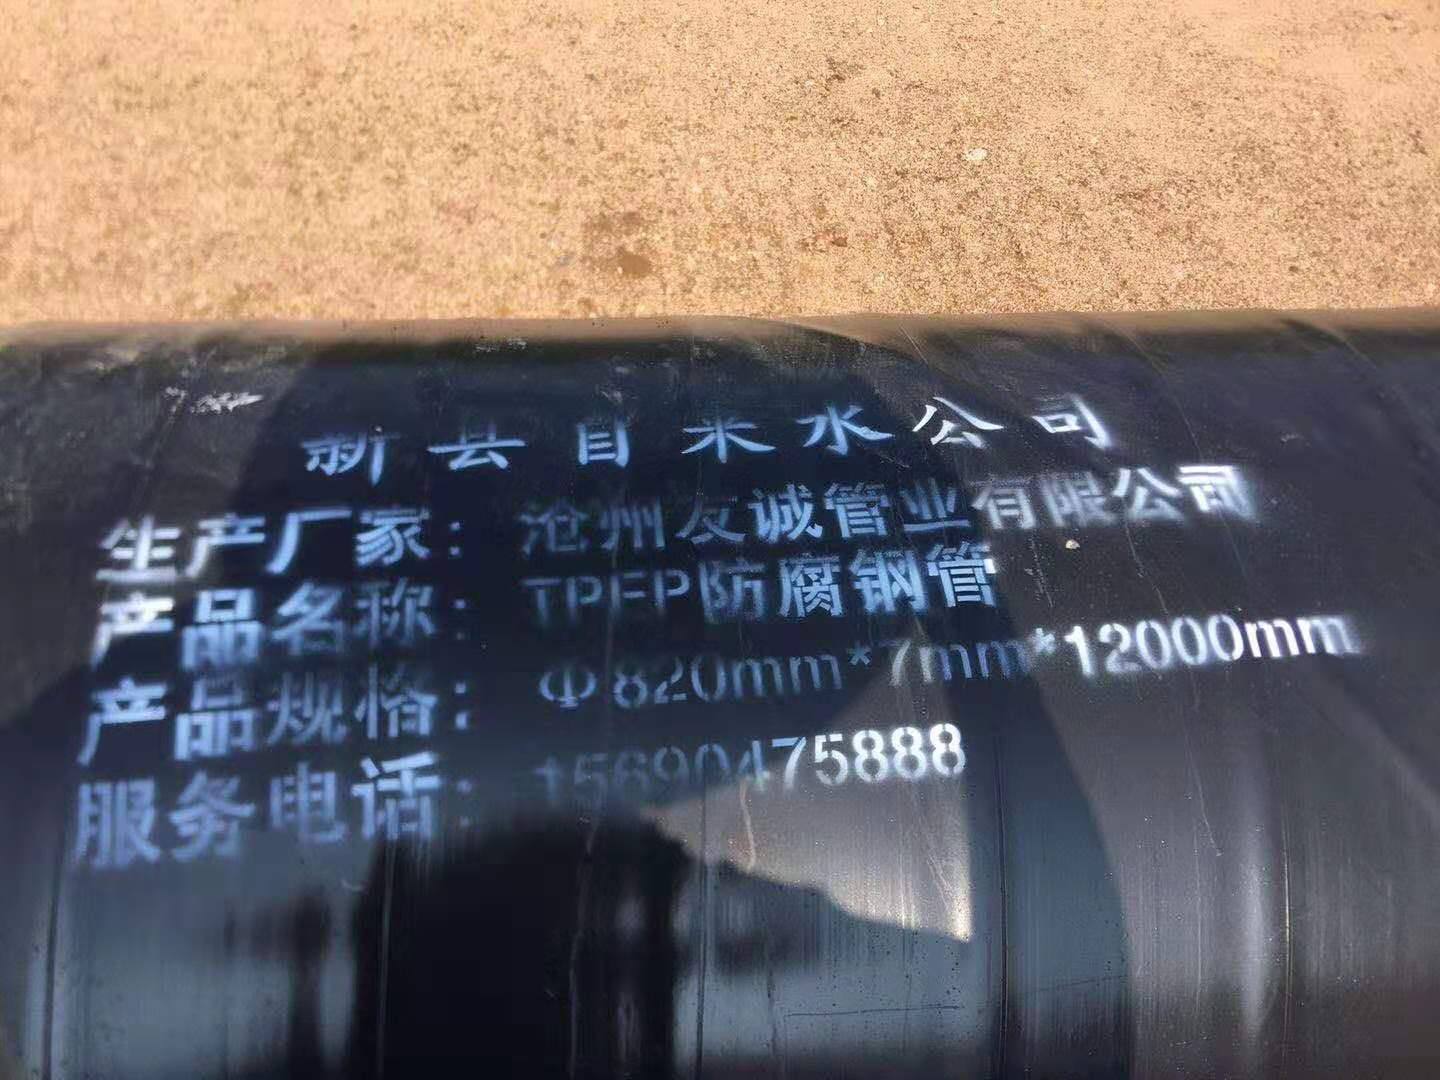 新县自来水公司
生产厂家：沧州友诚管业有限公司
产品名称：TPEP防腐钢管
产品规格：Φ820mm*7mm*12000mm
服务电话：15690475888